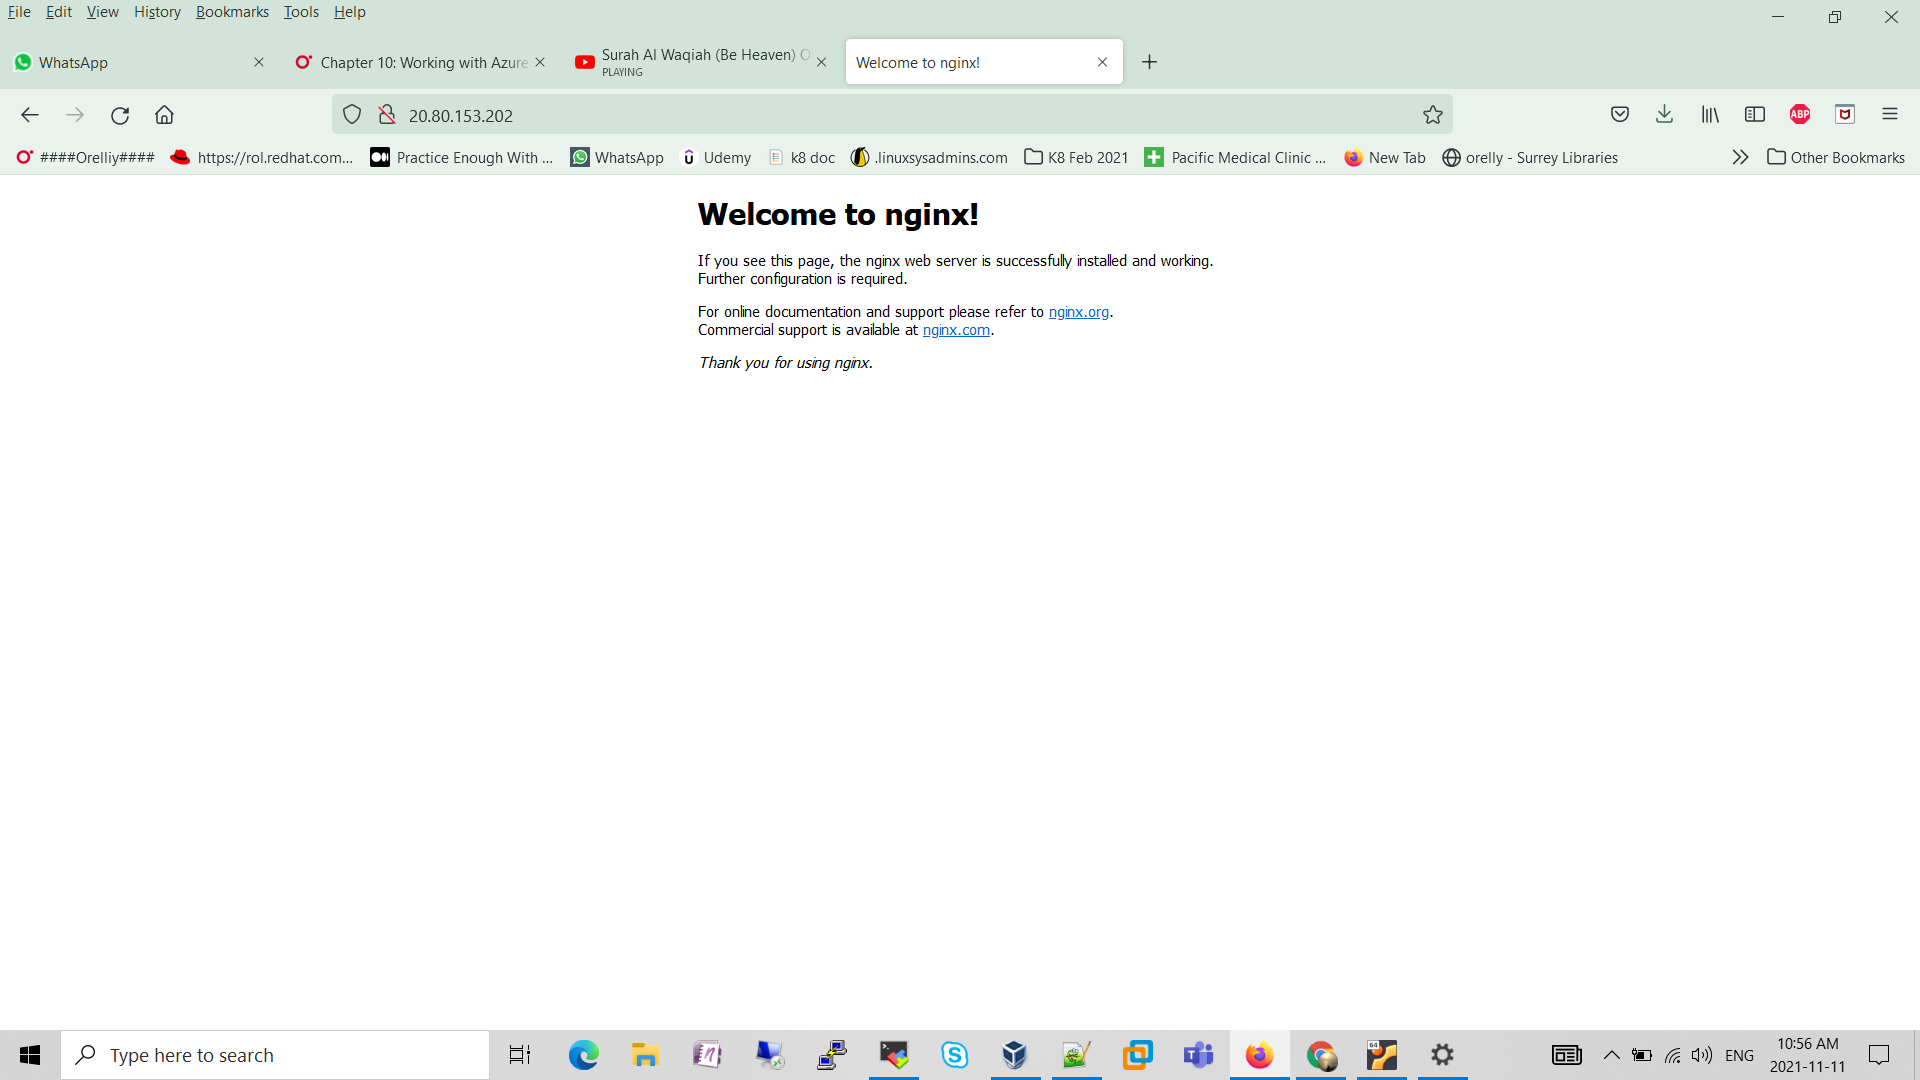 File Edit View History Bookmarks Tools Help
WhatsApp
Chapter 10: Working with Azure
Surah Al Waqiah (Be Heaven) O
PLAYING
Welcome to nginx!
20.80.153.202
ABP
####Orelliy####
https://rol.redhat.com...
Practice Enough With ...
WhatsApp
Udemy
k8 doc
.linuxsysadmins.com
K8 Feb 2021
Pacific Medical Clinic ...
New Tab
orelly - Surrey Libraries
Other Bookmarks
Welcome to nginx!
If you see this page, the nginx web server is successfully installed and working.
Further configuration is required.
For online documentation and support please refer to nginx.org.
Commercial support is available at nginx.com.
Thank you for using nginx.
Type here to search
64
ENG
10:56 AM
2021-11-11